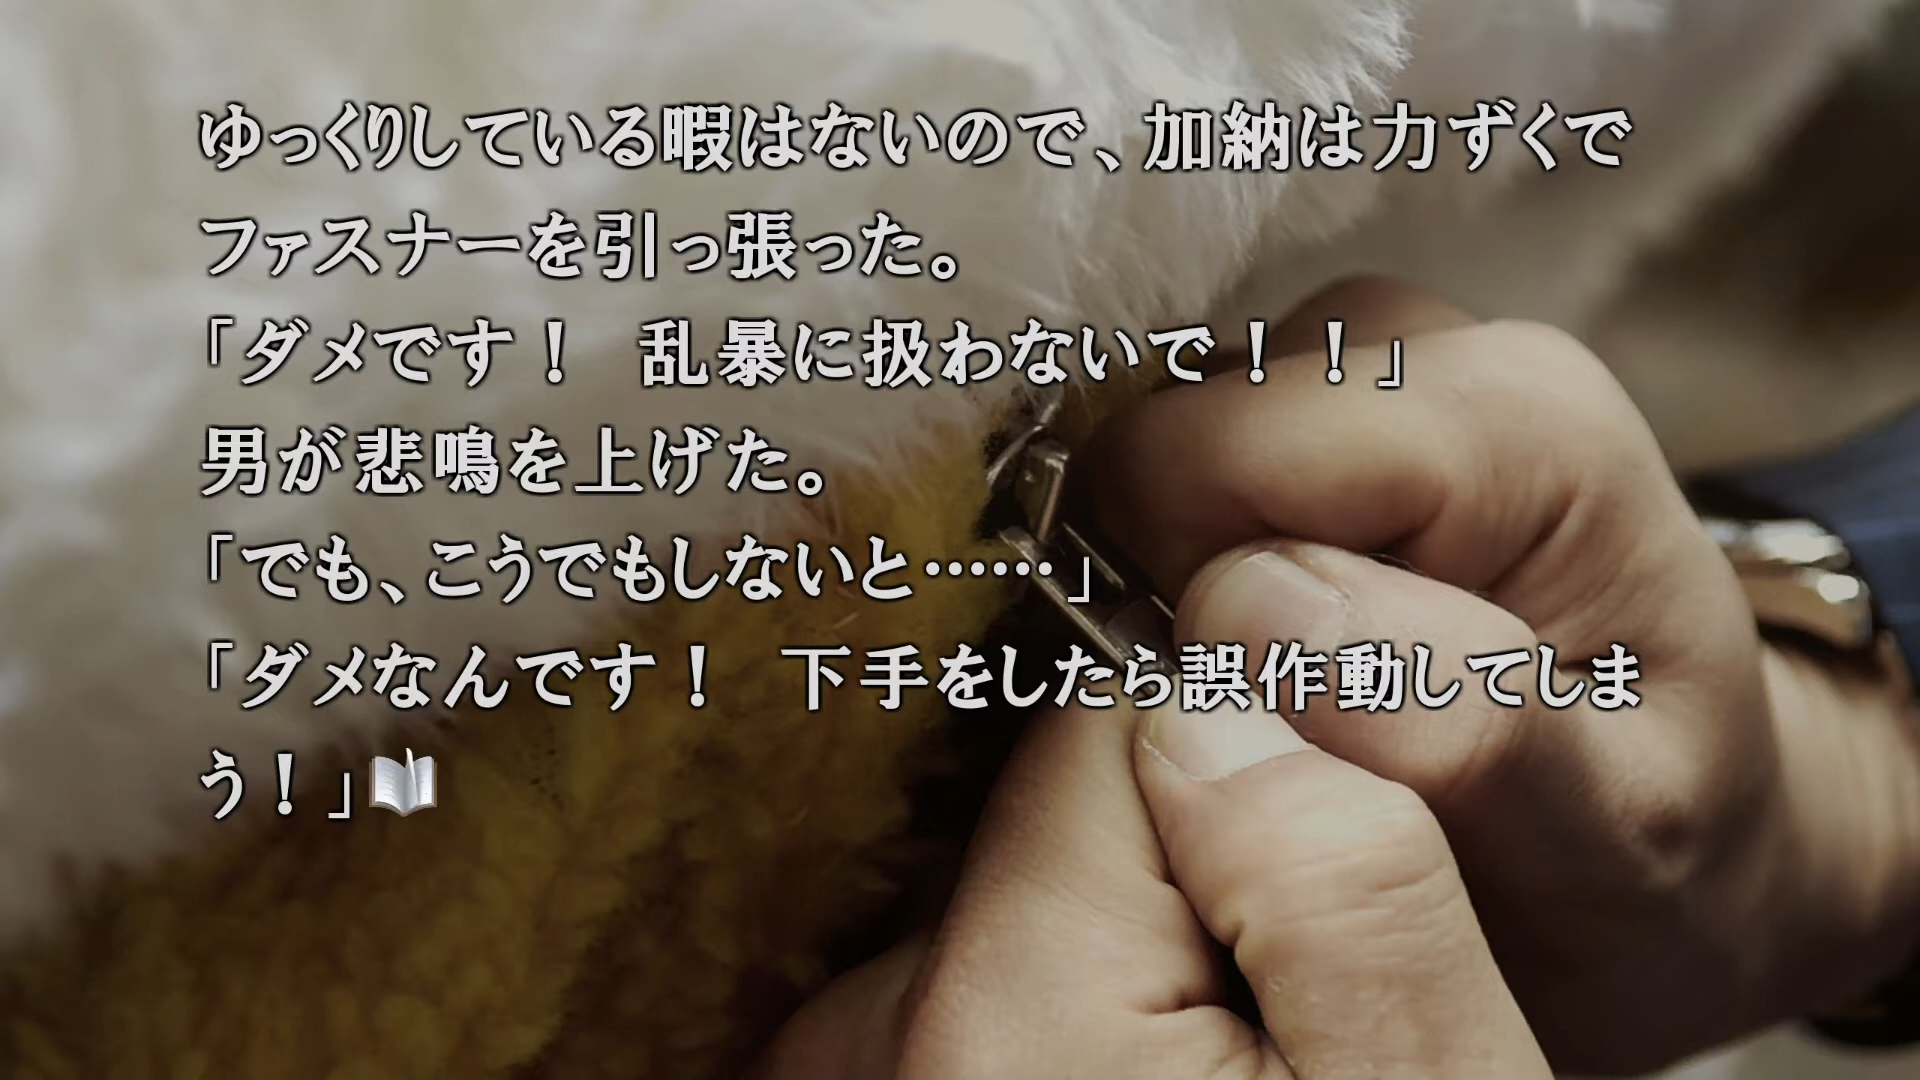 ゆっくりしている暇はないので、加納は力ずくで
ファスナーを引っ張った。
「ダメです！　乱暴に扱わないで！！」
男が悲鳴を上げた。
「でも、こうでもしないと……」
「ダメなんです！　下手をしたら誤作動してしま
う！」